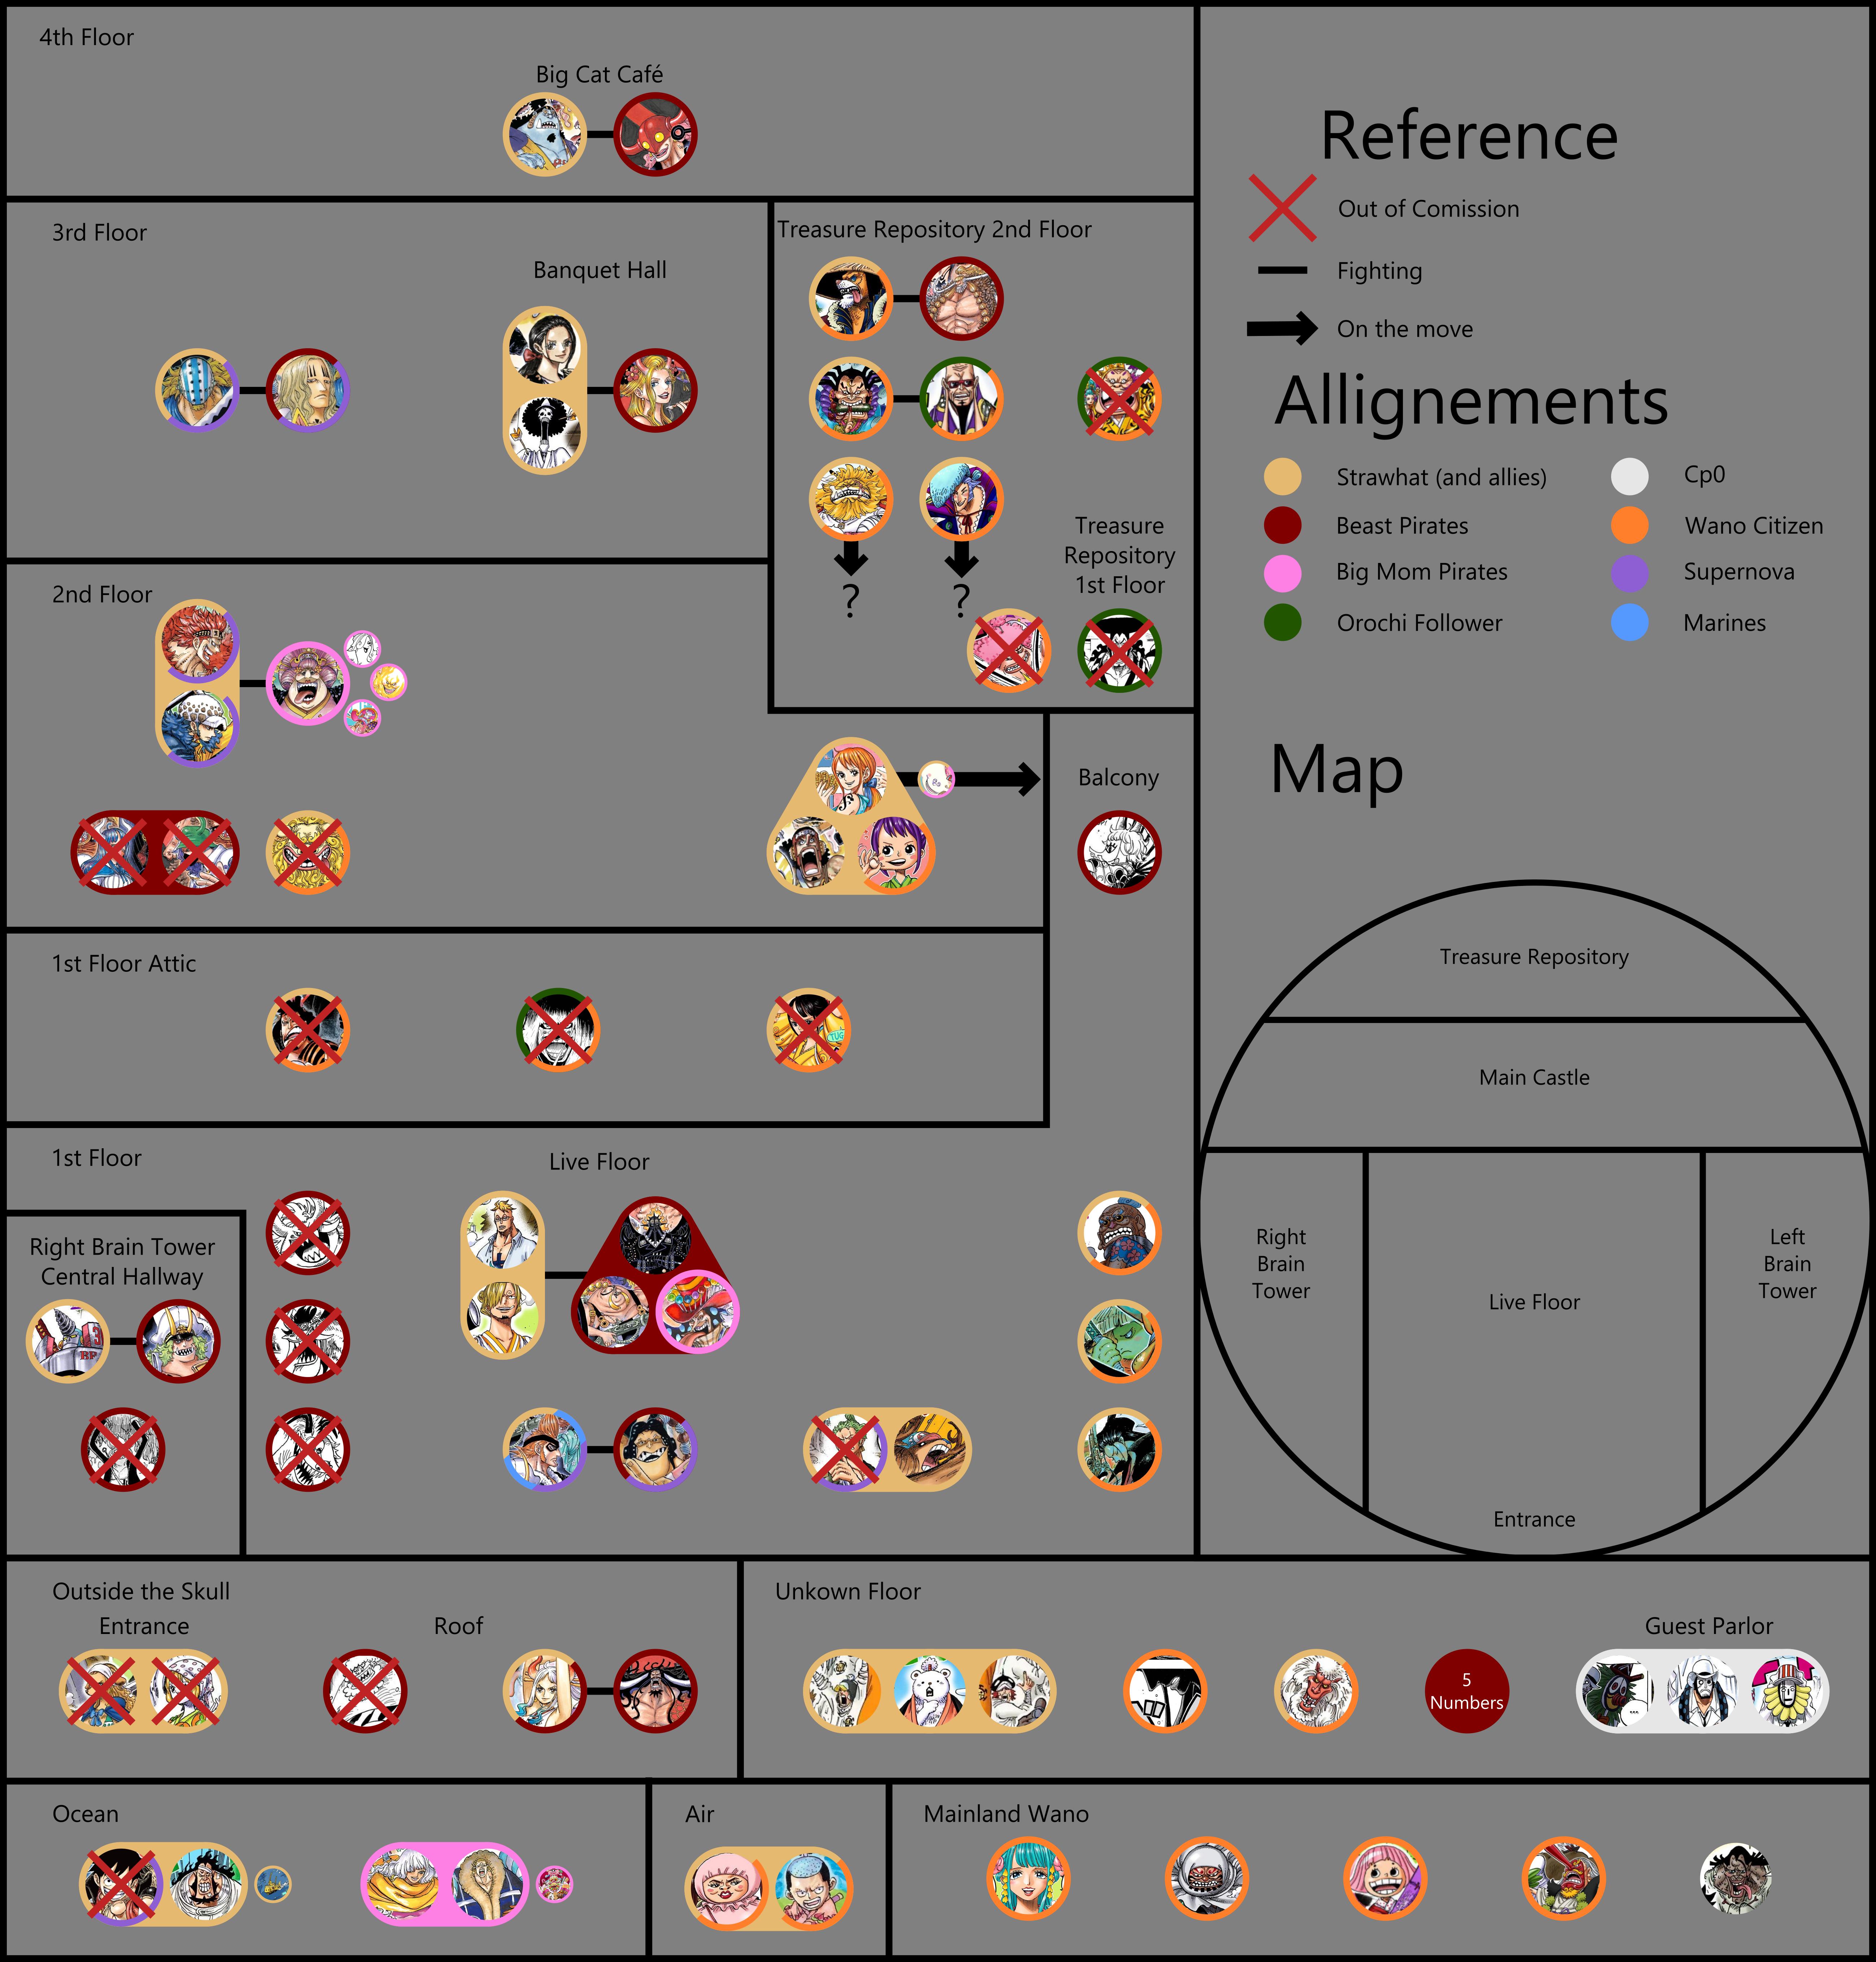 4th Floor
Big Cat Café
3rd Floor
Banquet Hall
Treasure Repository 2nd Floor
?
?
Treasure
Repository
1st Floor
2nd Floor
Balcony
1st Floor Attic
1st Floor
Live Floor
Right Brain Tower
Central Hallway
BF
Outside the Skull
Entrance
Roof
Unkown Floor
5
Numbers
Guest Parlor
...
Ocean
Air
Mainland Wano
Reference
Out of Comission
Fighting
On the move
Allignements
Strawhat (and allies)
Beast Pirates
Big Mom Pirates
Orochi Follower
Cp0
Wano Citizen
Supernova
Marines
Map
Treasure Repository
Main Castle
Right
Brain
Tower
Live Floor
Left
Brain
Tower
Entrance